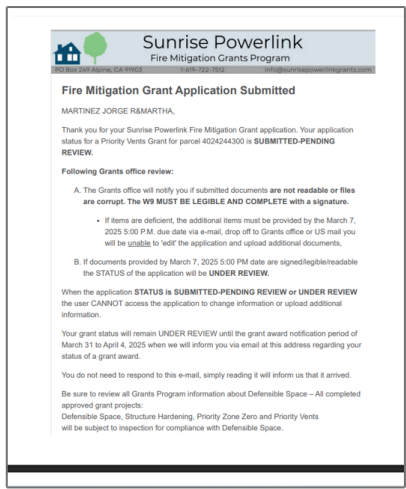 Sunrise Powerlink
Fire Mitigation Grants Program
PO Box 249 Alpine, CA 91903 1-619-722-7512 info@sunrisepowerlinkgrants.com
Fire Mitigation Grant Application Submitted
MARTINEZ JORGE R&MARTHA,
Thank you for your Sunrise Powerlink Fire Mitigation Grant application. Your application
status for a Priority Vents Grant for parcel 4024244300 is SUBMITTED-PENDING
REVIEW.
Following Grants office review:
A. The Grants office will notify you if submitted documents are not readable or files
are corrupt. The W9 MUST BE LEGIBLE AND COMPLETE with a signature.
• If items are deficient, the additional items must be provided by the March 7,
2025 5:00 P.M. due date via e-mail, drop off to Grants office or US mail you
will be unable to 'edit' the application and upload additional documents,
B. If documents provided by March 7, 2025 5:00 PM date are signed/legible/readable
the STATUS of the application will be UNDER REVIEW.
When the application STATUS is SUBMITTED-PENDING REVIEW or UNDER REVIEW
the user CANNOT access the application to change information or upload additional
information.
Your grant status will remain UNDER REVIEW until the grant award notification period of
March 31 to April 4, 2025 when we will inform you via email at this address regarding your
status of a grant award.
You do not need to respond to this e-mail, simply reading it will inform us that it arrived.
Be sure to review all Grants Program information about Defensible Space – All completed
approved grant projects:
Defensible Space, Structure Hardening, Priority Zone Zero and Priority Vents
will be subject to inspection for compliance with Defensible Space.